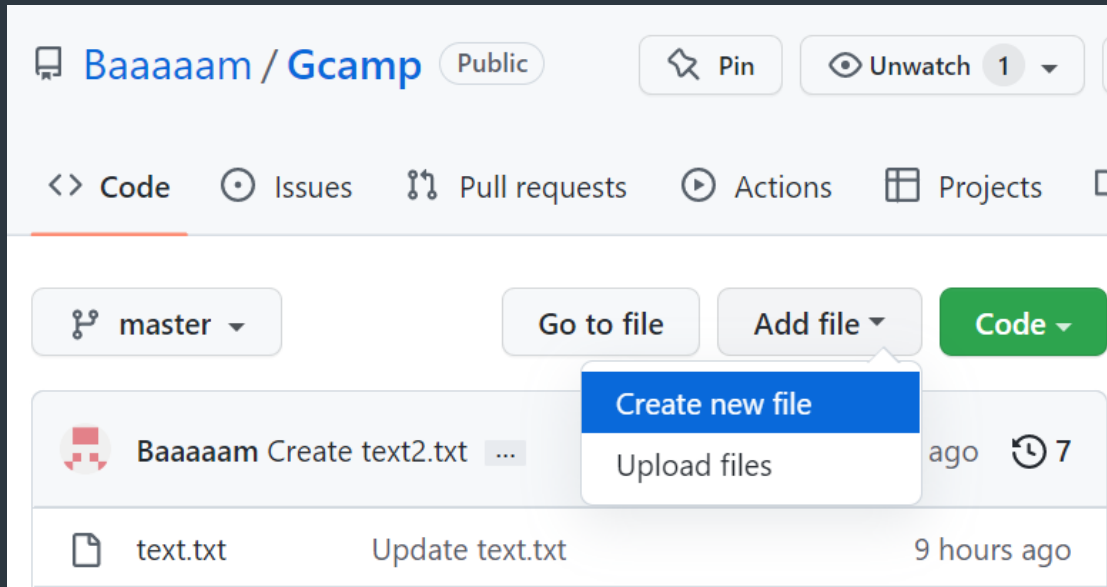 Baaaaam / Gcamp Public Pin Unwatch 1
Code Issues Pull requests Actions Projects
master Go to file Add file Code
Create new file
Baaaaam Create text2.txt ... ago 7
Upload files
text.txt Update text.txt 9 hours ago